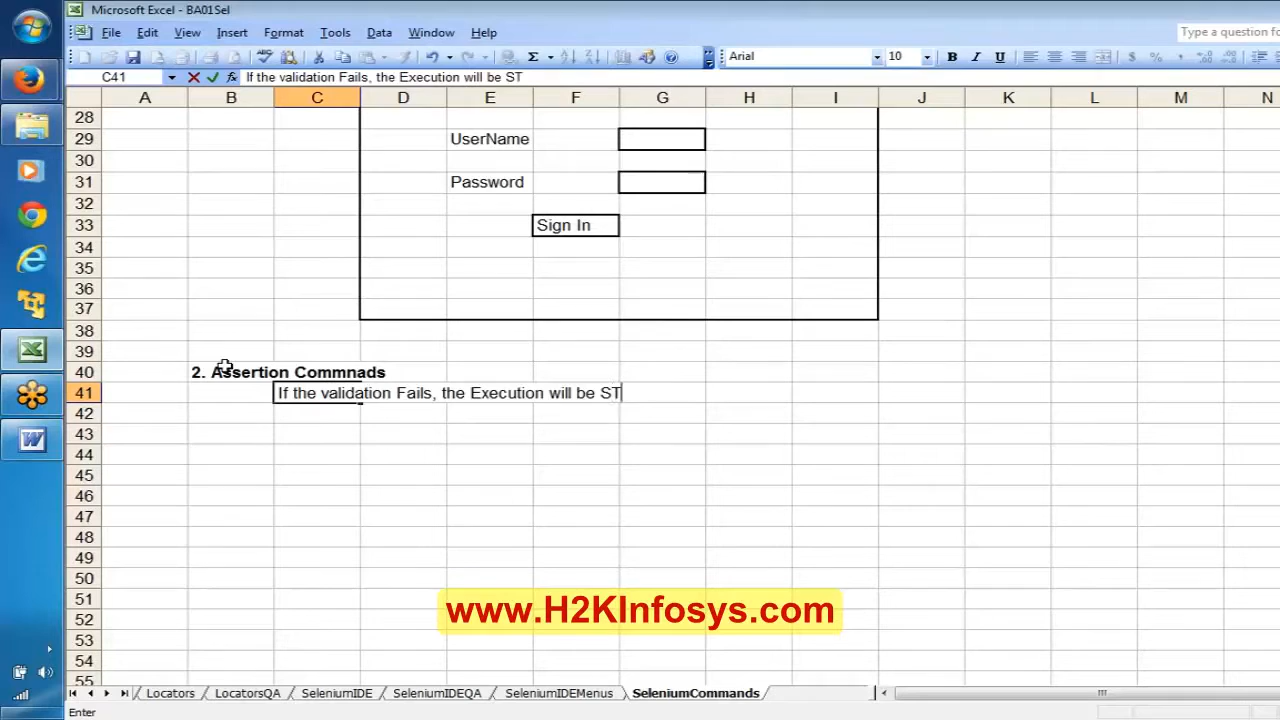 Microsoft Excel - BA01Sel
File Edit View Insert Format Tools Data Window Help
Type a question fo
Arial 10 B I U $ %
C41 fx If the validation Fails, the Execution will be ST
A B C D E F G H I J K L M N
28
29 UserName
30
31 Password
32
33 Sign In
34
35
36
37
38
39
40 2. Assertion Commnads
41 If the validation Fails, the Execution will be ST
42
43
44
45
46
47
48
49
50
51
52
www.H2KInfosys.com
53
54
55
Locators LocatorsQA SeleniumIDE SeleniumIDEQA SeleniumIDEMenus SeleniumCommands
Enter